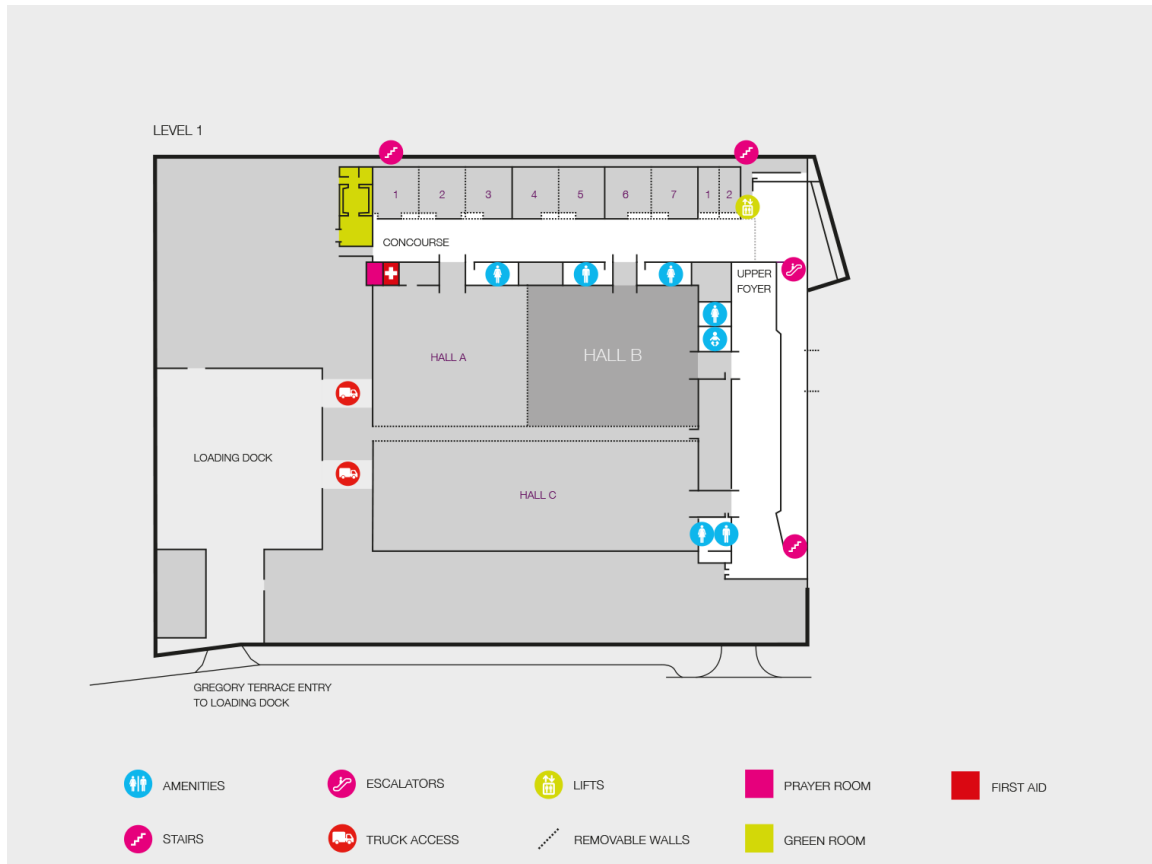 LEVEL 1
1 2 3 4 5 6 7 1 2
CONCOURSE
UPPER
FOYER
HALL A
HALL B
LOADING DOCK
HALL C
GREGORY TERRACE ENTRY
TO LOADING DOCK
AMENITIES
ESCALATORS
LIFTS
PRAYER ROOM
FIRST AID
STAIRS
TRUCK ACCESS
REMOVABLE WALLS
GREEN ROOM